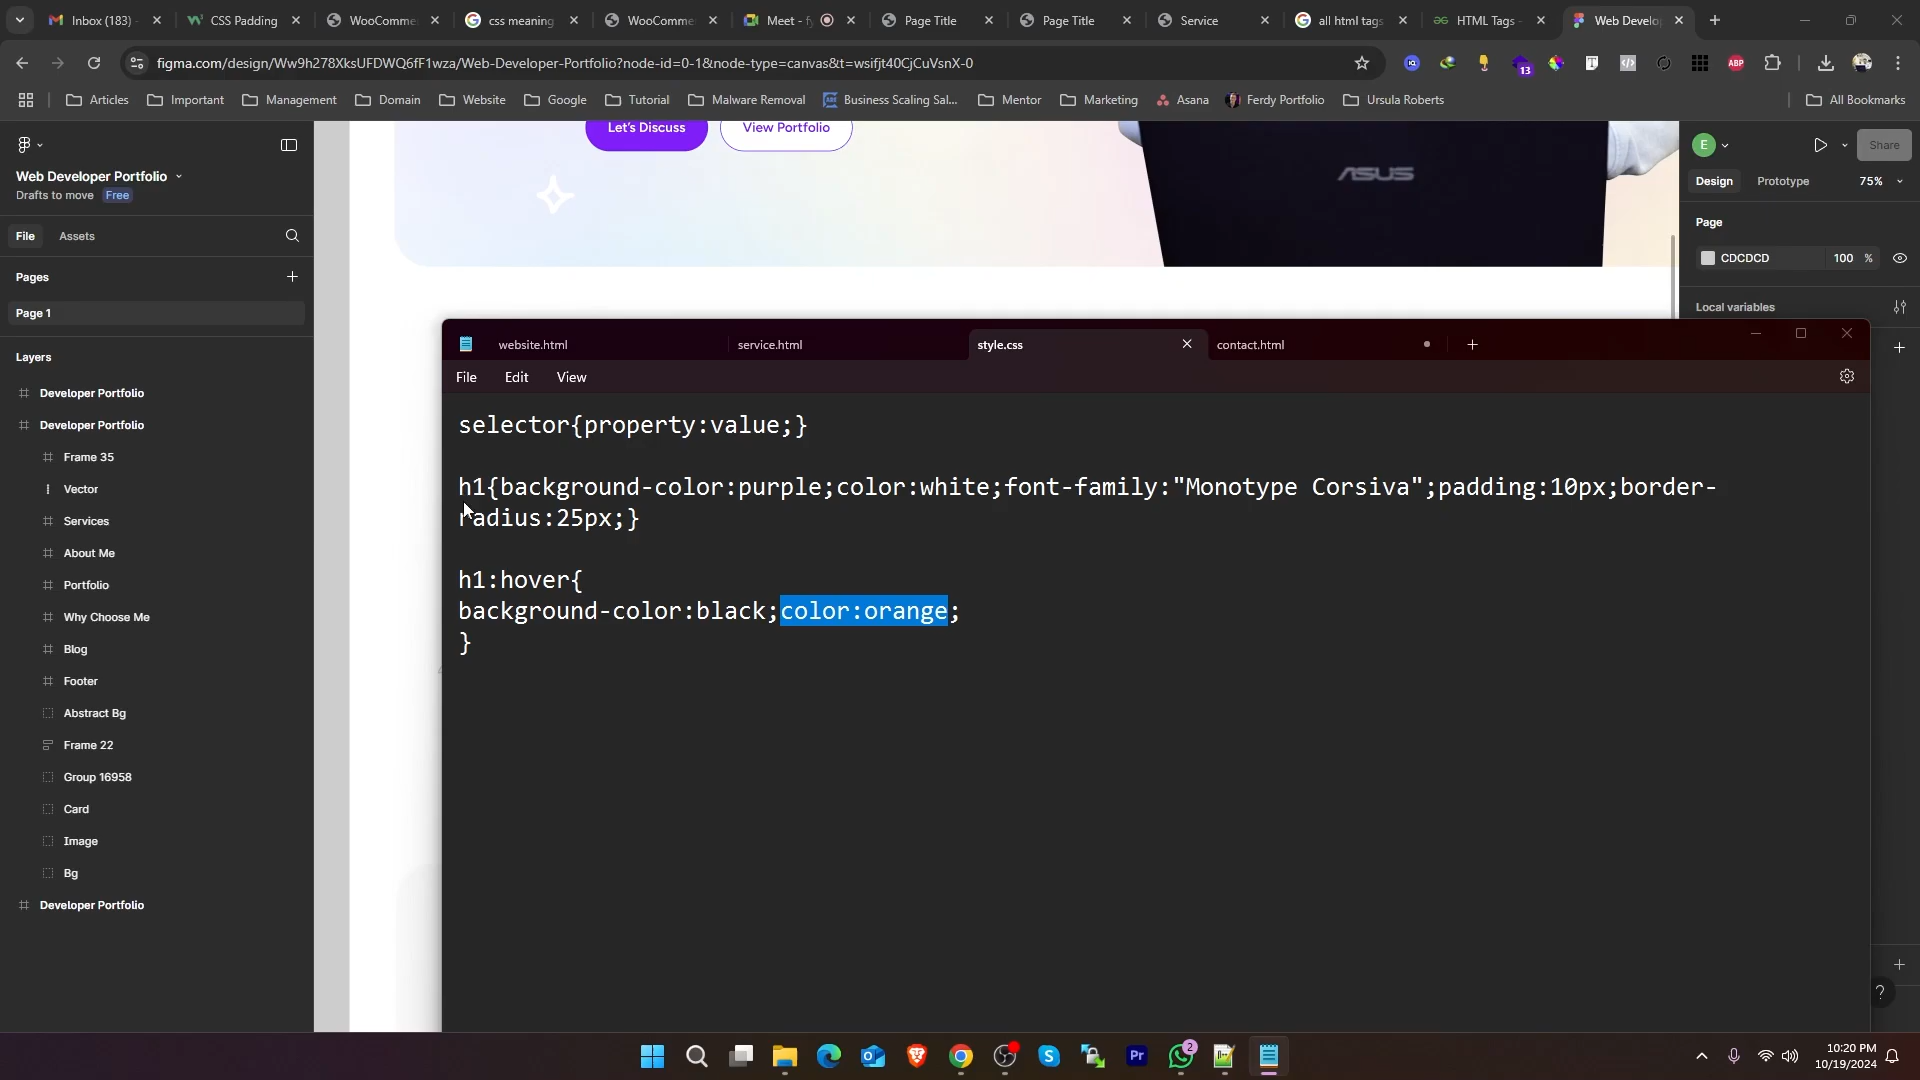 Inbox (183) -
CSS Padding
WooComme
css meaning
WooComme
Meet - f
Page Title
Page Title
Service
all html tags
HTML Tags -
Web Develo
figma.com/design/Ww9h278XksUFDWQ6fF1wza/Web-Developer-Portfolio?node-id=0-1&node-type=canvas&t=wsifjt40CjCuVsnX-0
13
ABP
Articles
Important
Management
Domain
Website
Google
Tutorial
Malware Removal
Business Scaling Sal...
Mentor
Marketing
Asana
Ferdy Portfolio
Ursula Roberts
All Bookmarks
Web Developer Portfolio
Drafts to move Free
File Assets
Pages
Page 1
Layers
Developer Portfolio
Developer Portfolio
Frame 35
Vector
Services
About Me
Portfolio
Why Choose Me
Blog
Footer
Abstract Bg
Frame 22
Group 16958
Card
Image
Bg
Developer Portfolio
Let's Discuss
View Portfolio
ASUS
E
Share
Design Prototype 75%
Page
CDCDCD 100 %
Local variables
website.html
service.html
style.css
contact.html
File Edit View
selector{property:value;}
h1{background-color:purple;color:white;font-family:"Monotype Corsiva";padding:10px;border-
radius:25px;}
h1:hover{
background-color:black;color:orange;
}
?
Pr
2
10:20 PM
10/19/2024